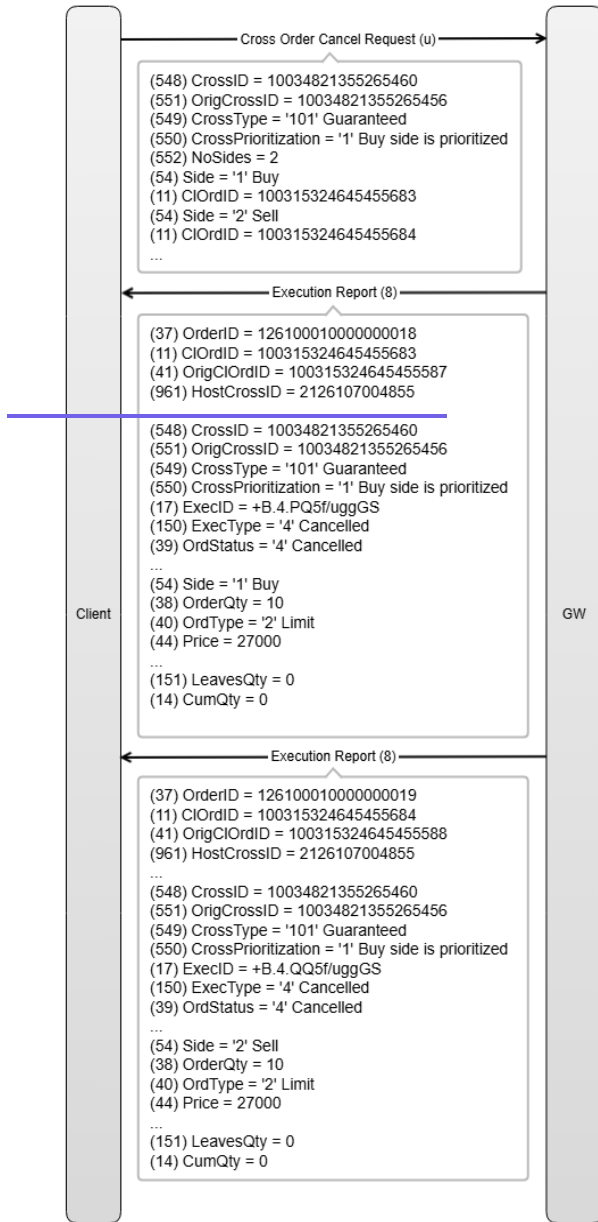 Cross Order Cancel Request (u)
(548) CrossID = 10034821355265460
(551) OrigCrossID = 10034821355265456
(549) CrossType = '101' Guaranteed
(550) CrossPrioritization = '1' Buy side is prioritized
(552) NoSides = 2
(54) Side = '1' Buy
(11) ClOrdID = 100315324645455683
(54) Side = '2' Sell
(11) ClOrdID = 100315324645455684
...
Execution Report (8)
(37) OrderID = 126100010000000018
(11) ClOrdID = 100315324645455683
(41) OrigClOrdID = 100315324645455587
(961) HostCrossID = 2126107004855
(548) CrossID = 10034821355265460
(551) OrigCrossID = 10034821355265456
(549) CrossType = '101' Guaranteed
(550) CrossPrioritization = '1' Buy side is prioritized
(17) ExecID = +B.4.PQ5f/uggGS
(150) ExecType = '4' Cancelled
(39) OrdStatus = '4' Cancelled
...
(54) Side = '1' Buy
(38) OrderQty = 10
Client
GW
(40) OrdType = '2' Limit
(44) Price = 27000
...
(151) LeavesQty = 0
(14) CumQty = 0
Execution Report (8)
(37) OrderID = 126100010000000019
(11) ClOrdID = 100315324645455684
(41) OrigClOrdID = 100315324645455588
(961) HostCrossID = 2126107004855
...
(548) CrossID = 10034821355265460
(551) OrigCrossID = 10034821355265456
(549) CrossType = '101' Guaranteed
(550) CrossPrioritization = '1' Buy side is prioritized
(17) ExecID = +B.4.QQ5f/uggGS
(150) ExecType = '4' Cancelled
(39) OrdStatus = '4' Cancelled
...
(54) Side = '2' Sell
(38) OrderQty = 10
(40) OrdType = '2' Limit
(44) Price = 27000
...
(151) LeavesQty = 0
(14) CumQty = 0